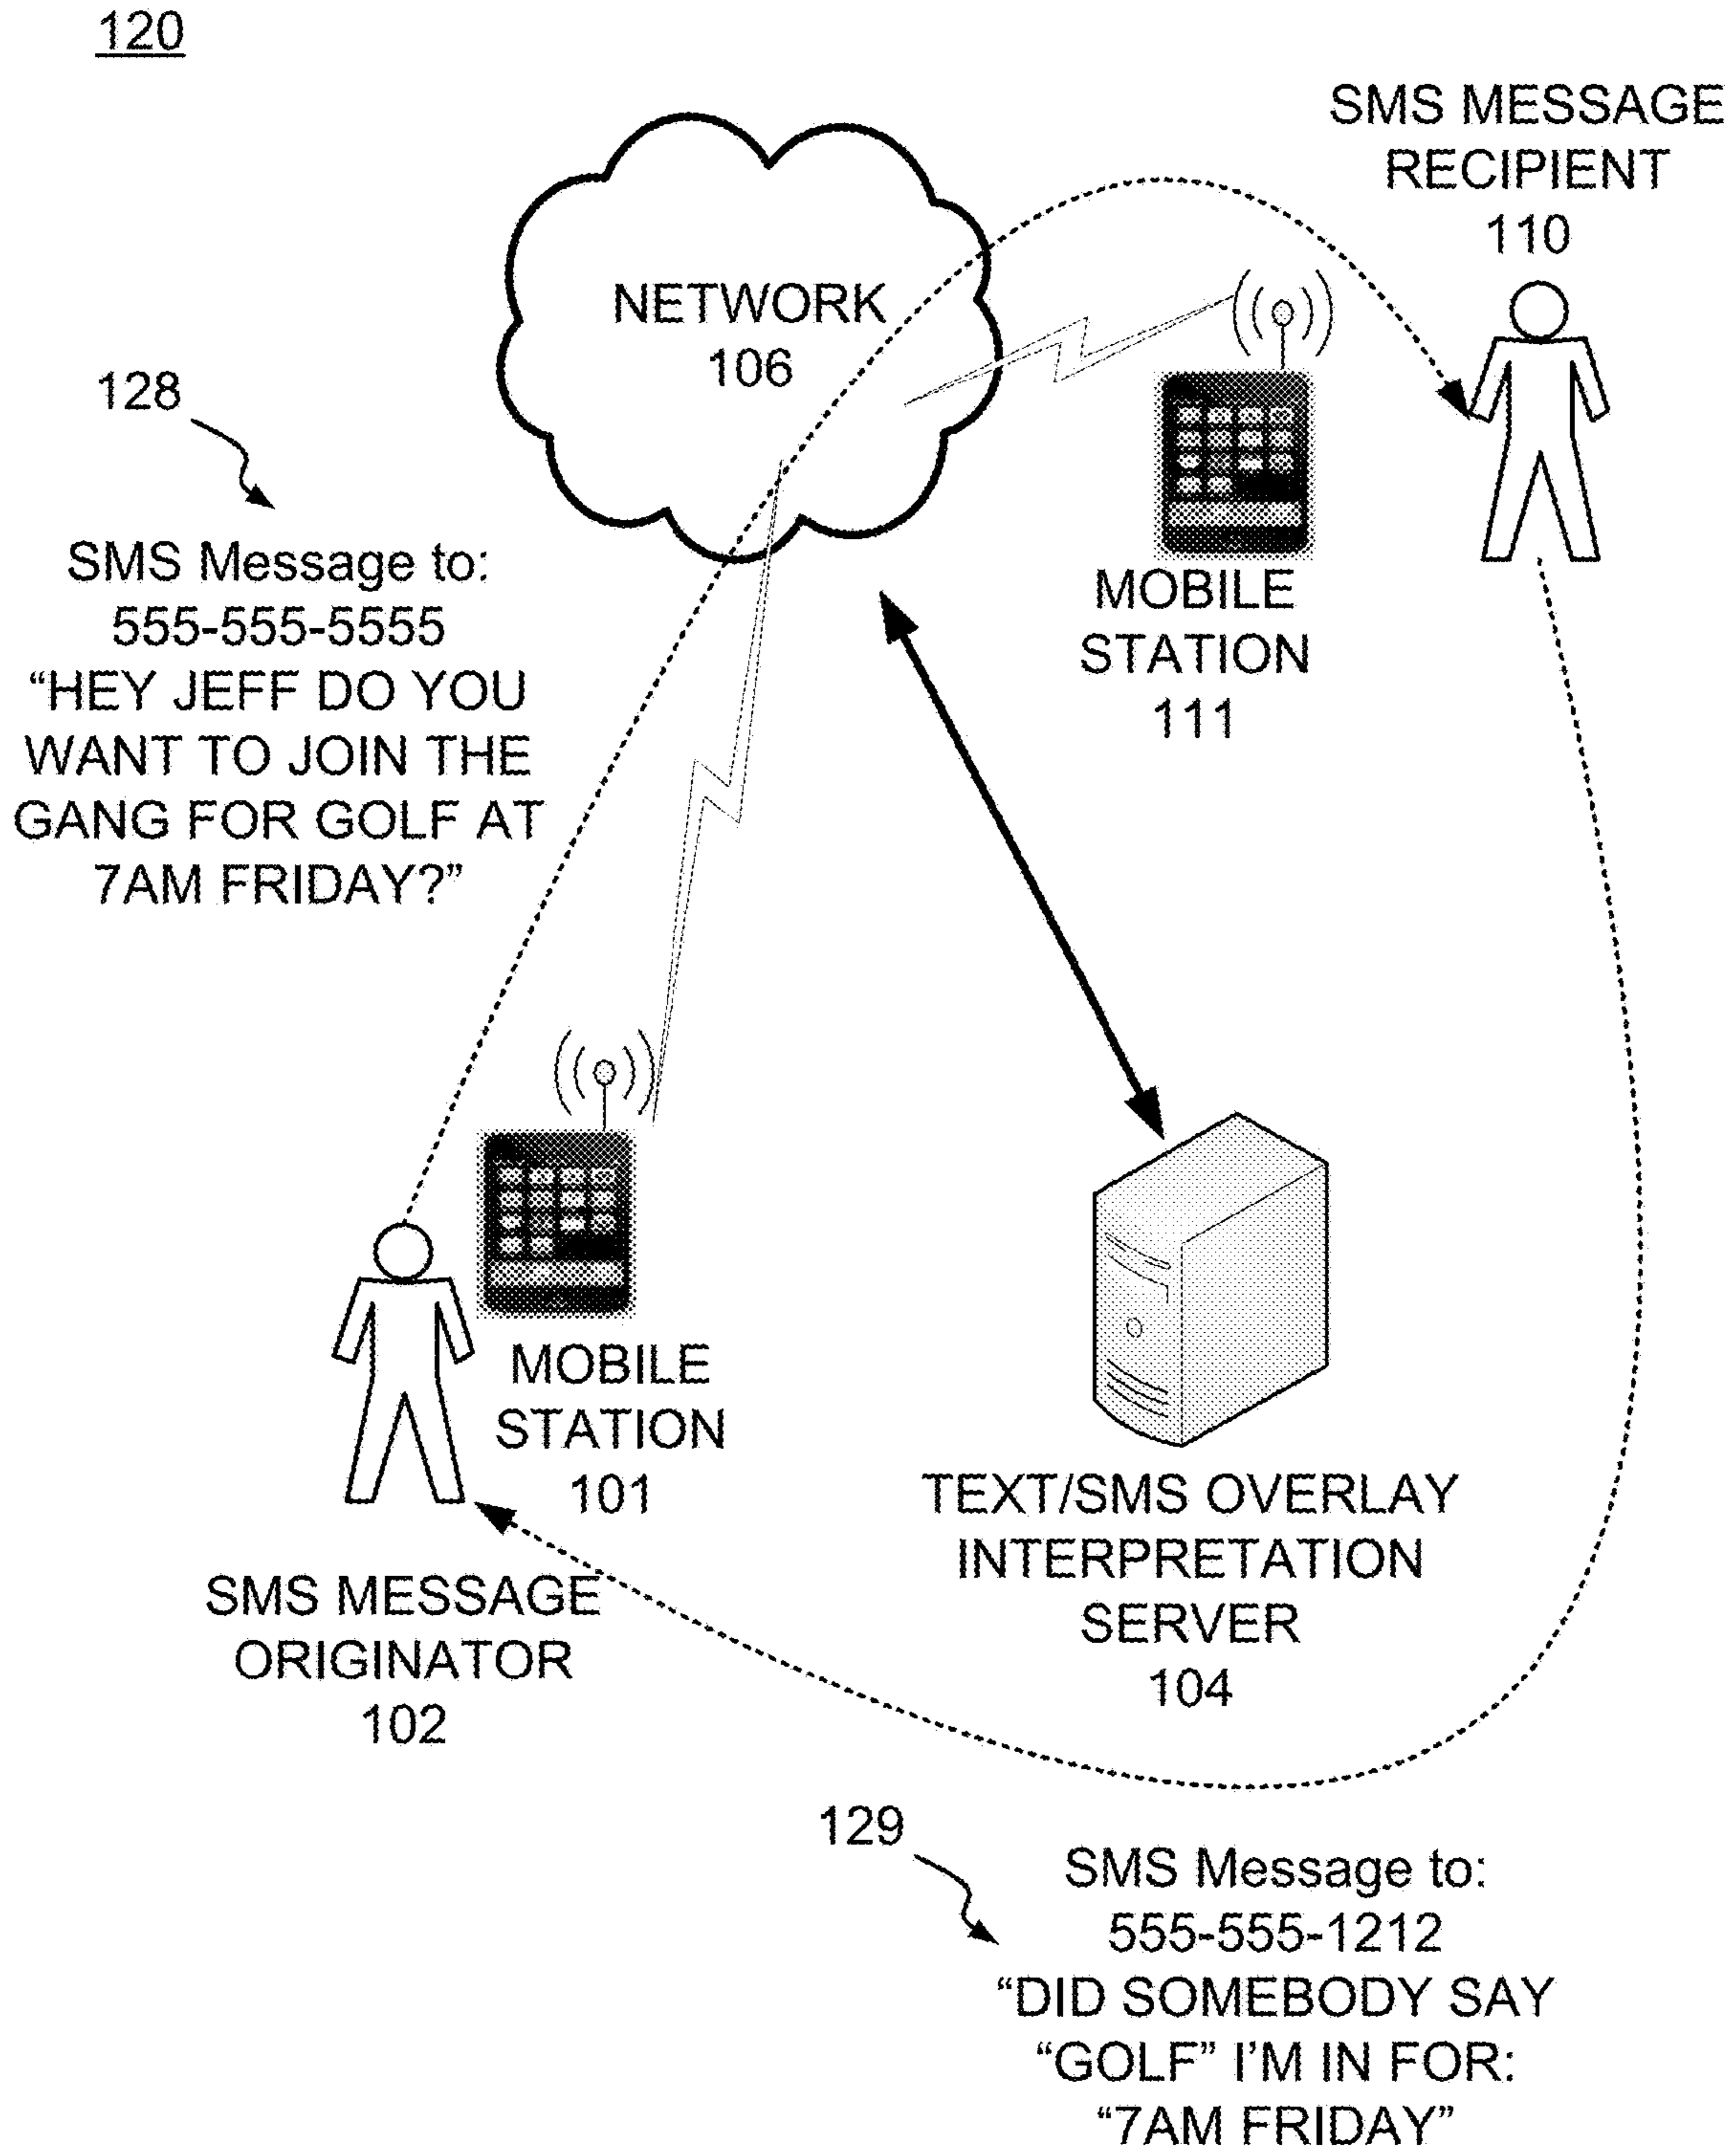 120
SMS MESSAGE
RECIPIENT
110
NETWORK
106
128
SMS Message to:
555-555-5555
“HEY JEFF DO YOU
WANT TO JOIN THE
GANG FOR GOLF AT
7AM FRIDAY?”
MOBILE
STATION
111
MOBILE
STATION
101
TEXT/SMS OVERLAY
INTERPRETATION
SERVER
104
SMS MESSAGE
ORIGINATOR
102
129
SMS Message to:
555-555-1212
“DID SOMEBODY SAY
“GOLF” I’M IN FOR:
“7AM FRIDAY”